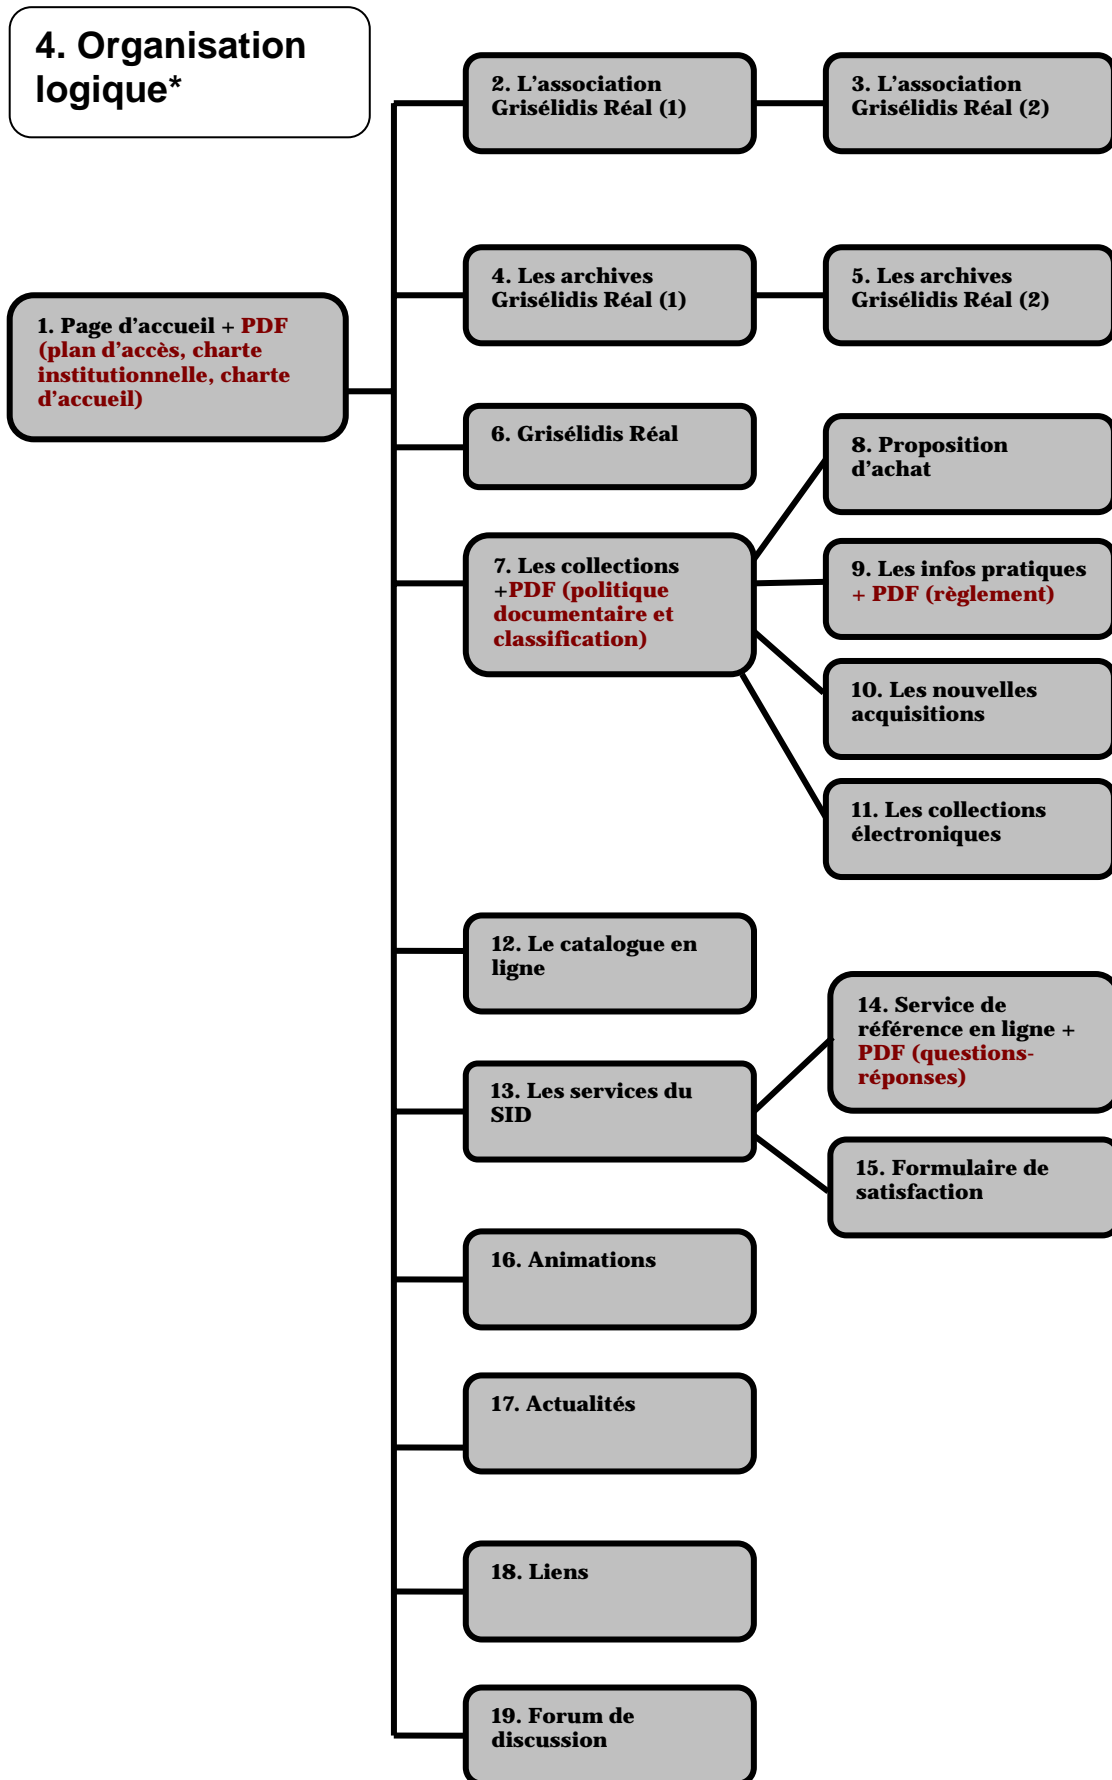 4. Organisation
logique*
1. Page d'accueil + PDF
(plan d'accès, charte
institutionnelle, charte
d'accueil)
2. L'association
Grisélidis Réal (1)
3. L'association
Grisélidis Réal (2)
4. Les archives
Grisélidis Réal (1)
5. Les archives
Grisélidis Réal (2)
6. Grisélidis Réal
7. Les collections
+PDF (politique
documentaire et
classification)
8. Proposition
d'achat
9. Les infos pratiques
+ PDF (règlement)
10. Les nouvelles
acquisitions
11. Les collections
électroniques
12. Le catalogue en
ligne
13. Les services du
SID
14. Service de
référence en ligne +
PDF (questions-
réponses)
15. Formulaire de
satisfaction
16. Animations
17. Actualités
18. Liens
19. Forum de
discussion